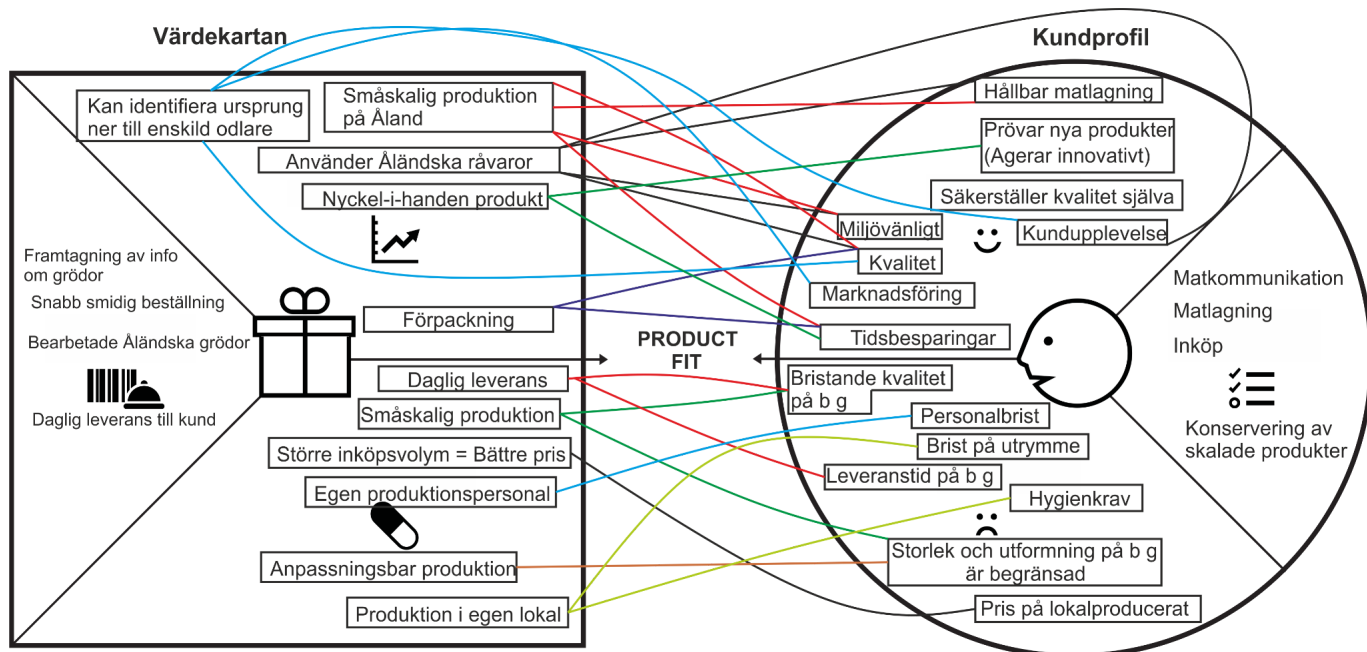 Värdekartan
Kan identifiera ursprung
ner till enskild odlare
Småskalig produktion
på Åland
Använder Åländska råvaror
Nyckel-i-handen produkt
Framtagning av info
om grödor
Snabb smidig beställning
Bearbetade Åländska grödor
Daglig leverans till kund
Förpackning
Daglig leverans
Småskalig produktion
Större inköpsvolym = Bättre pris
Egen produktionspersonal
Anpassningsbar produktion
Produktion i egen lokal
PRODUCT
FIT
Kundprofil
Hållbar matlagning
Prövar nya produkter
(Agerar innovativt)
Säkerställer kvalitet själva
Miljövänligt
Kundupplevelse
Kvalitet
Marknadsföring
Tidsbesparingar
Bristande kvalitet
på b g
Personalbrist
Brist på utrymme
Leveranstid på b g
Hygienkrav
Storlek och utformning på b g
är begränsad
Pris på lokalproducerat
Matkommunikation
Matlagning
Inköp
Konservering av
skalade produkter